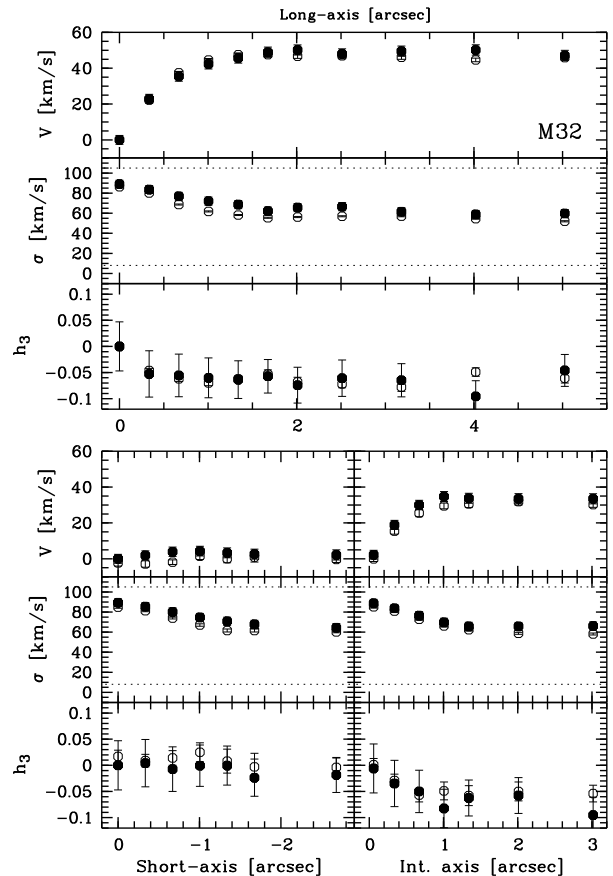 Long-axis [arcsec]
60
40
20
0
V [km/s]
M32
100
80
60
40
20
0
σ [km/s]
0.1
0.05
0
−0.05
−0.1
h₃
0 2 4
60
40
20
0
V [km/s]
100
80
60
40
20
0
σ [km/s]
0.1
0.05
0
−0.05
−0.1
h₃
0 −1 −2 0 1 2 3
Short-axis [arcsec] Int. axis [arcsec]